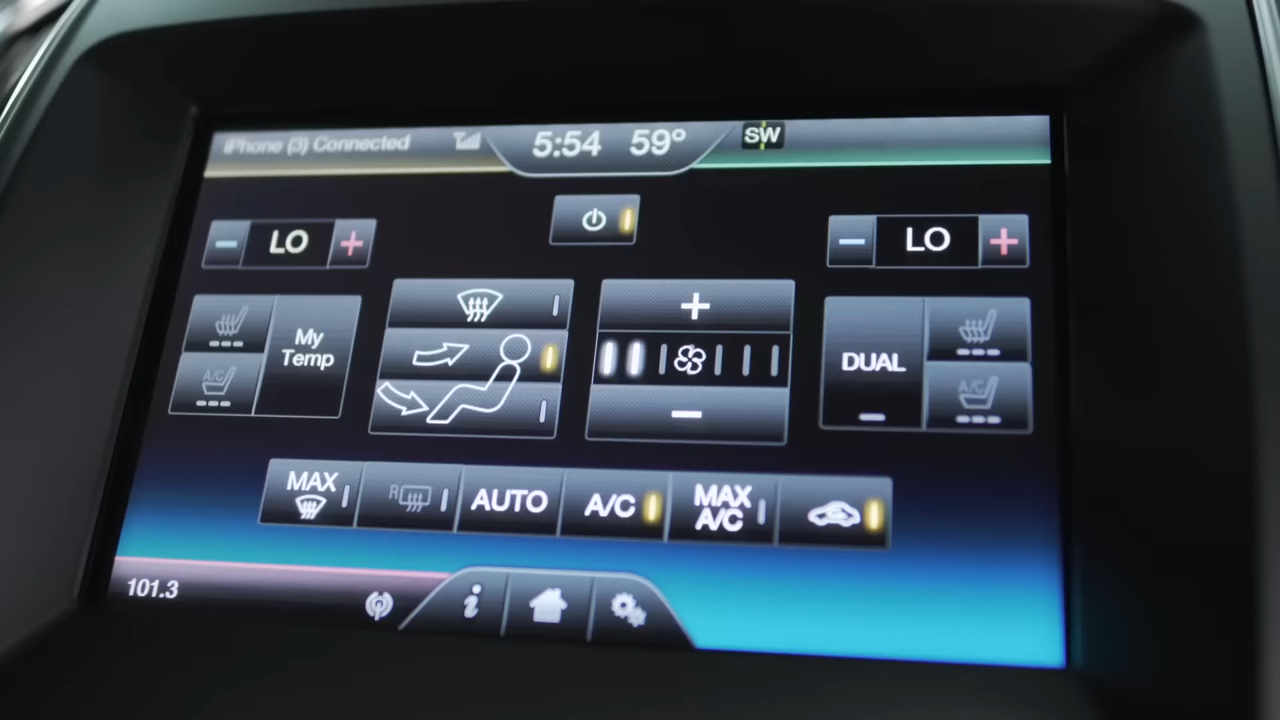 iPhone (3) Connected 5:54 59° SW
− LO + − LO +
My
Temp
+
DUAL
A/C
−
A/C
MAX
R
AUTO
A/C
MAX
A/C
101.3
i